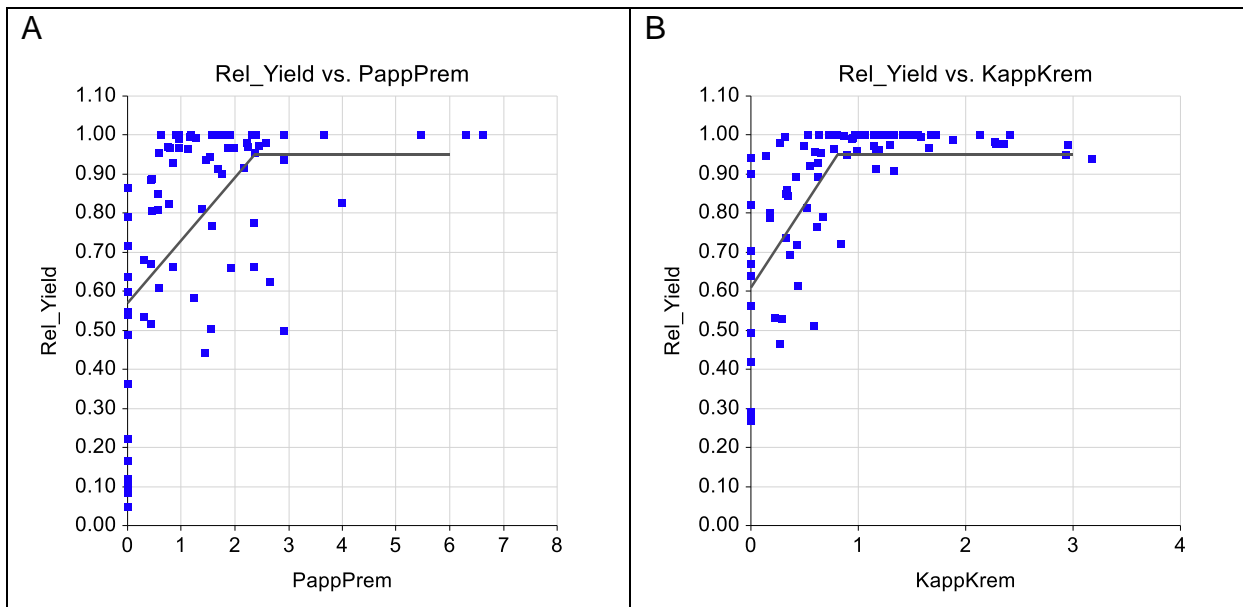 A
Rel_Yield vs. PappPrem
1.10
1.00
0.90
0.80
0.70
0.60
0.50
0.40
0.30
0.20
0.10
0.00
Rel_Yield
0 1 2 3 4 5 6 7 8
PappPrem
B
Rel_Yield vs. KappKrem
1.10
1.00
0.90
0.80
0.70
0.60
0.50
0.40
0.30
0.20
0.10
0.00
Rel_Yield
0 1 2 3 4
KappKrem